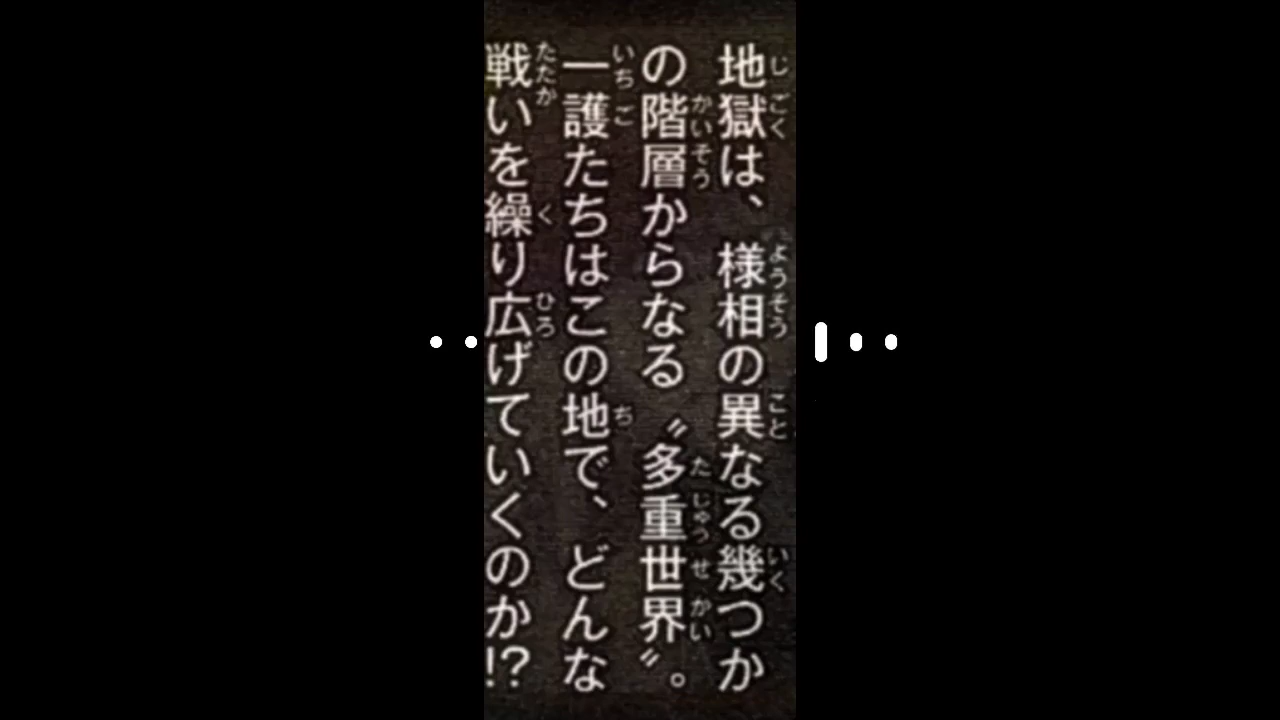 地獄は、様相の異なる幾つか
の階層からなる〝多重世界〟。
一護たちはこの地で、どんな
戦いを繰り広げていくのか!?